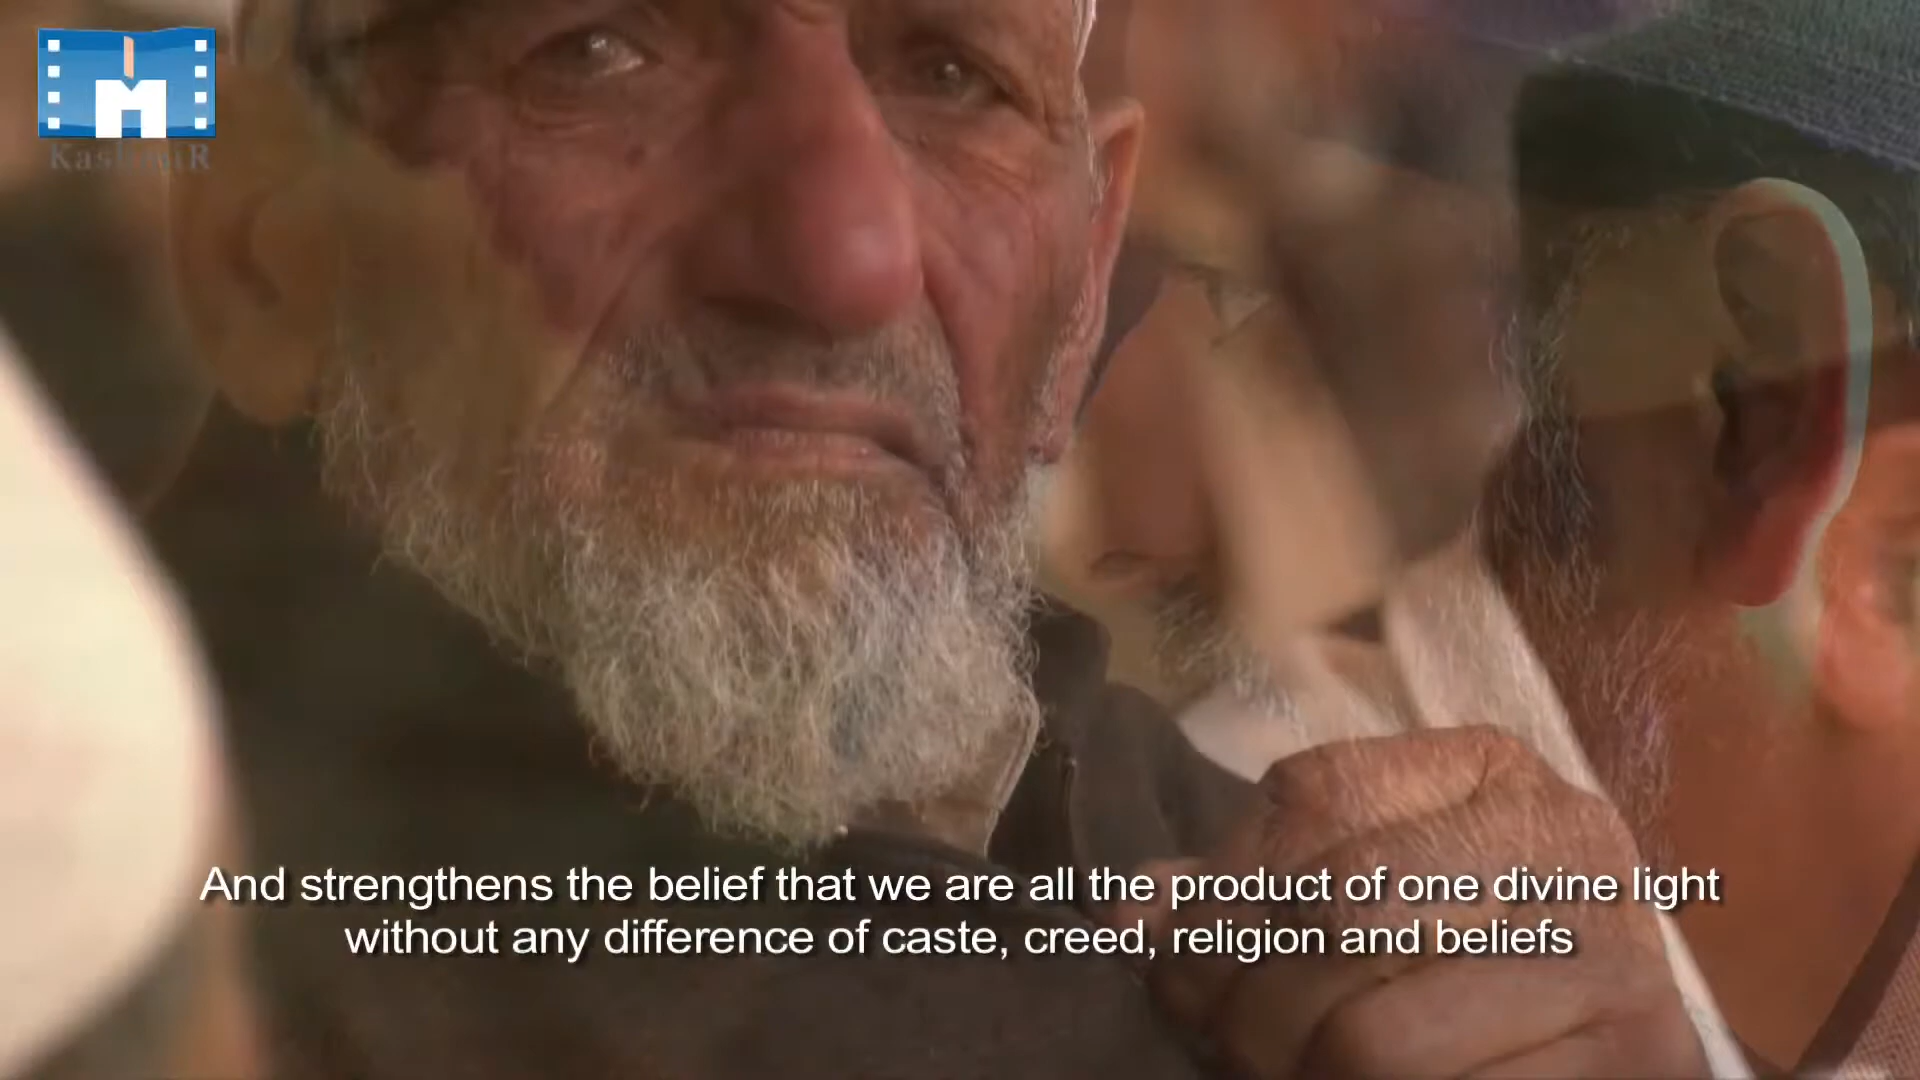 M
KashmiR
And strengthens the belief that we are all the product of one divine light
without any difference of caste, creed, religion and beliefs